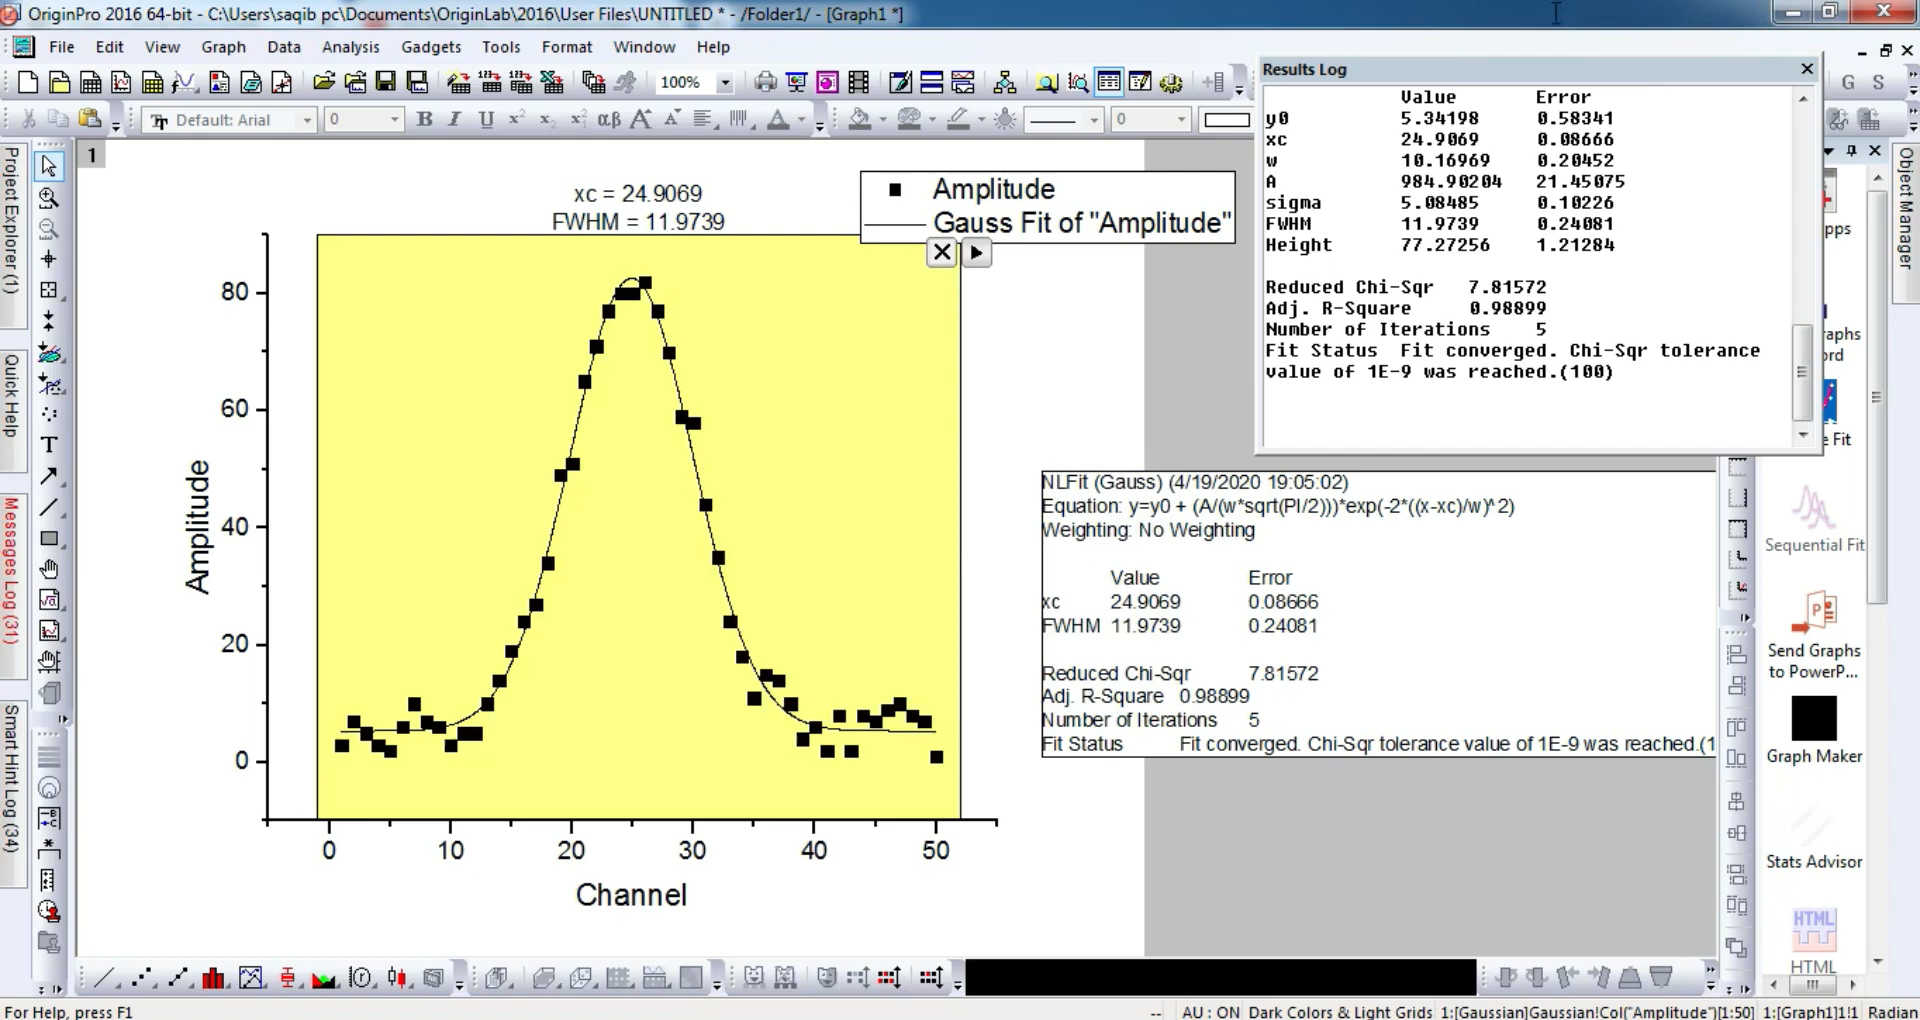 OriginPro 2016 64-bit - C:\Users\saqib pc\Documents\OriginLab\2016\User Files\UNTITLED * - /Folder1/ - [Graph1 *]
File Edit View Graph Data Analysis Gadgets Tools Format Window Help
100%
Default: Arial 0 B I U αβ A A A 0
G S
Project Explorer (1)
Quick Help
Messages Log (31)
Smart Hint Log (34)
Object Manager
1
xc = 24.9069
FWHM = 11.9739
Amplitude
Gauss Fit of "Amplitude"
80
60
40
20
0
Amplitude
0 10 20 30 40 50
Channel
Results Log
Value Error
y0 5.34198 0.58341
xc 24.9069 0.08666
w 10.16969 0.20452
A 984.90204 21.45075
sigma 5.08485 0.10226
FWHM 11.9739 0.24081
Height 77.27256 1.21284
Reduced Chi-Sqr 7.81572
Adj. R-Square 0.98899
Number of Iterations 5
Fit Status Fit converged. Chi-Sqr tolerance
value of 1E-9 was reached.(100)
NLFit (Gauss) (4/19/2020 19:05:02)
Equation: y=y0 + (A/(w*sqrt(PI/2)))*exp(-2*((x-xc)/w)^2)
Weighting: No Weighting
Value Error
xc 24.9069 0.08666
FWHM 11.9739 0.24081
Reduced Chi-Sqr 7.81572
Adj. R-Square 0.98899
Number of Iterations 5
Fit Status Fit converged. Chi-Sqr tolerance value of 1E-9 was reached.(1
pps
raphs
ord
e Fit
Sequential Fit
Send Graphs
to PowerP...
Graph Maker
Stats Advisor
HTML
HTML
For Help, press F1
-- AU : ON Dark Colors & Light Grids 1:[Gaussian]Gaussian!Col("Amplitude")[1:50] 1:[Graph1]1!1 Radian